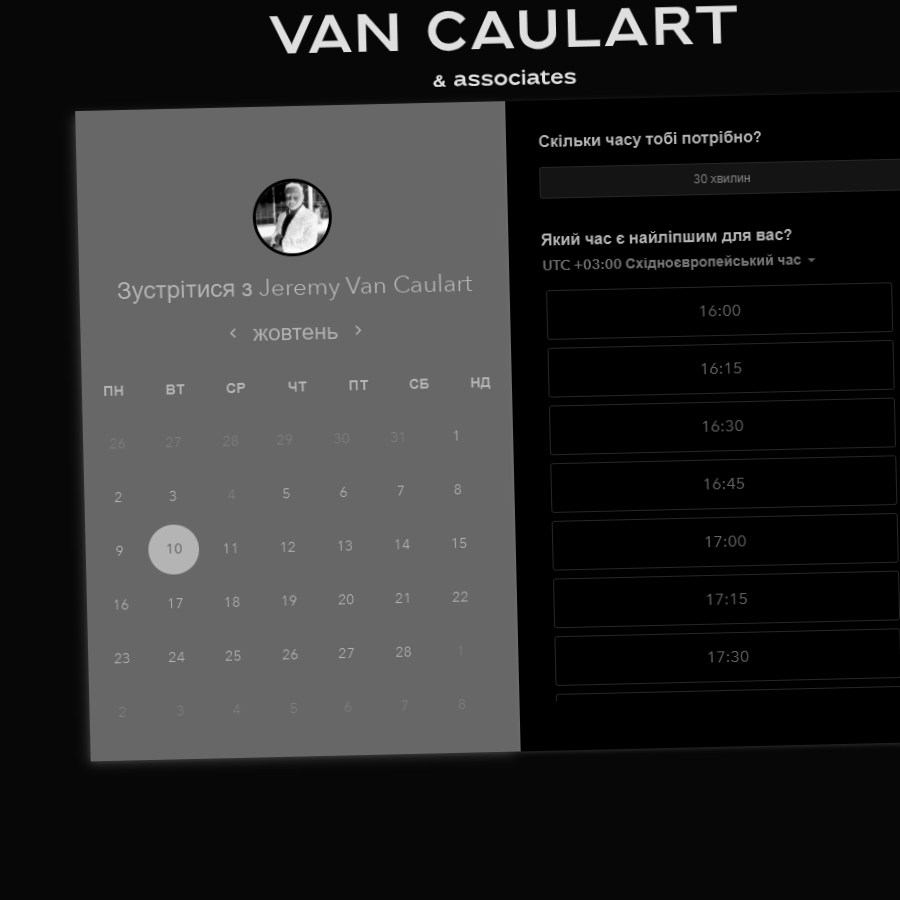 VAN CAULART
& associates
Зустрітися з Jeremy Van Caulart
жовтень
ПН ВТ СР ЧТ ПТ СБ НД
26 27 28 29 30 31 1
2 3 4 5 6 7 8
9 10 11 12 13 14 15
16 17 18 19 20 21 22
23 24 25 26 27 28 1
2 3 4 5 6 7 8
Скільки часу тобі потрібно?
30 хвилин
Який час є найліпшим для вас?
UTC +03:00 Східноєвропейський час
16:00
16:15
16:30
16:45
17:00
17:15
17:30